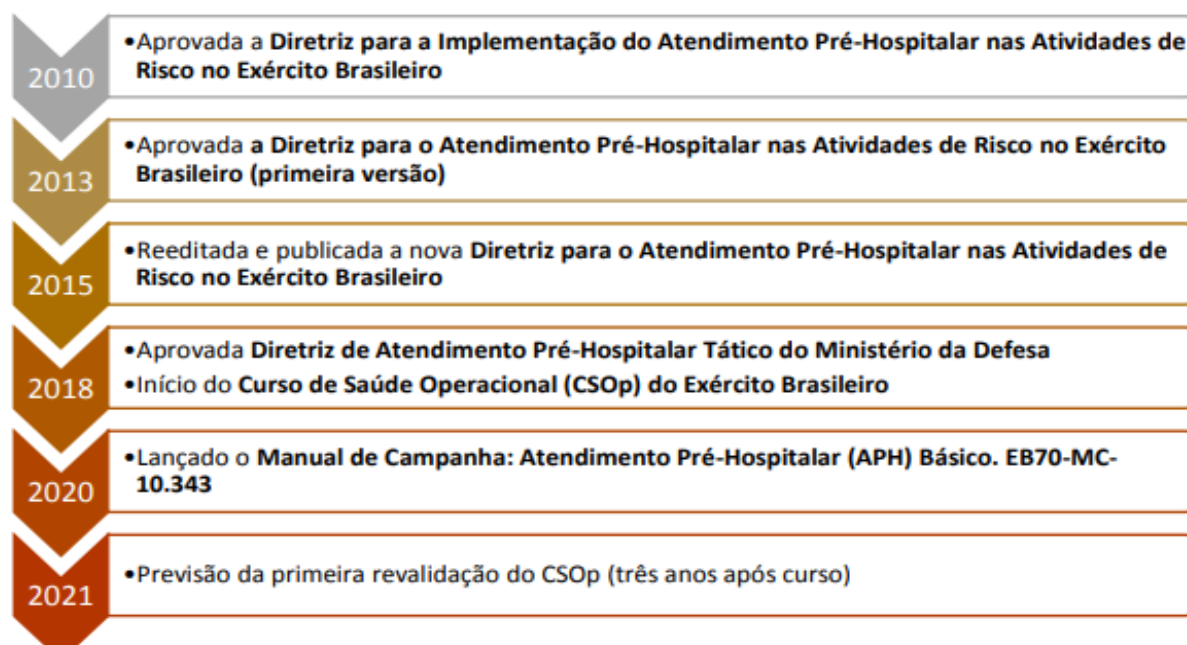 2010
•Aprovada a Diretriz para a Implementação do Atendimento Pré-Hospitalar nas Atividades de
Risco no Exército Brasileiro
2013
•Aprovada a Diretriz para o Atendimento Pré-Hospitalar nas Atividades de Risco no Exército
Brasileiro (primeira versão)
2015
•Reeditada e publicada a nova Diretriz para o Atendimento Pré-Hospitalar nas Atividades de
Risco no Exército Brasileiro
2018
•Aprovada Diretriz de Atendimento Pré-Hospitalar Tático do Ministério da Defesa
•Início do Curso de Saúde Operacional (CSOp) do Exército Brasileiro
2020
•Lançado o Manual de Campanha: Atendimento Pré-Hospitalar (APH) Básico. EB70-MC-
10.343
2021
•Previsão da primeira revalidação do CSOp (três anos após curso)